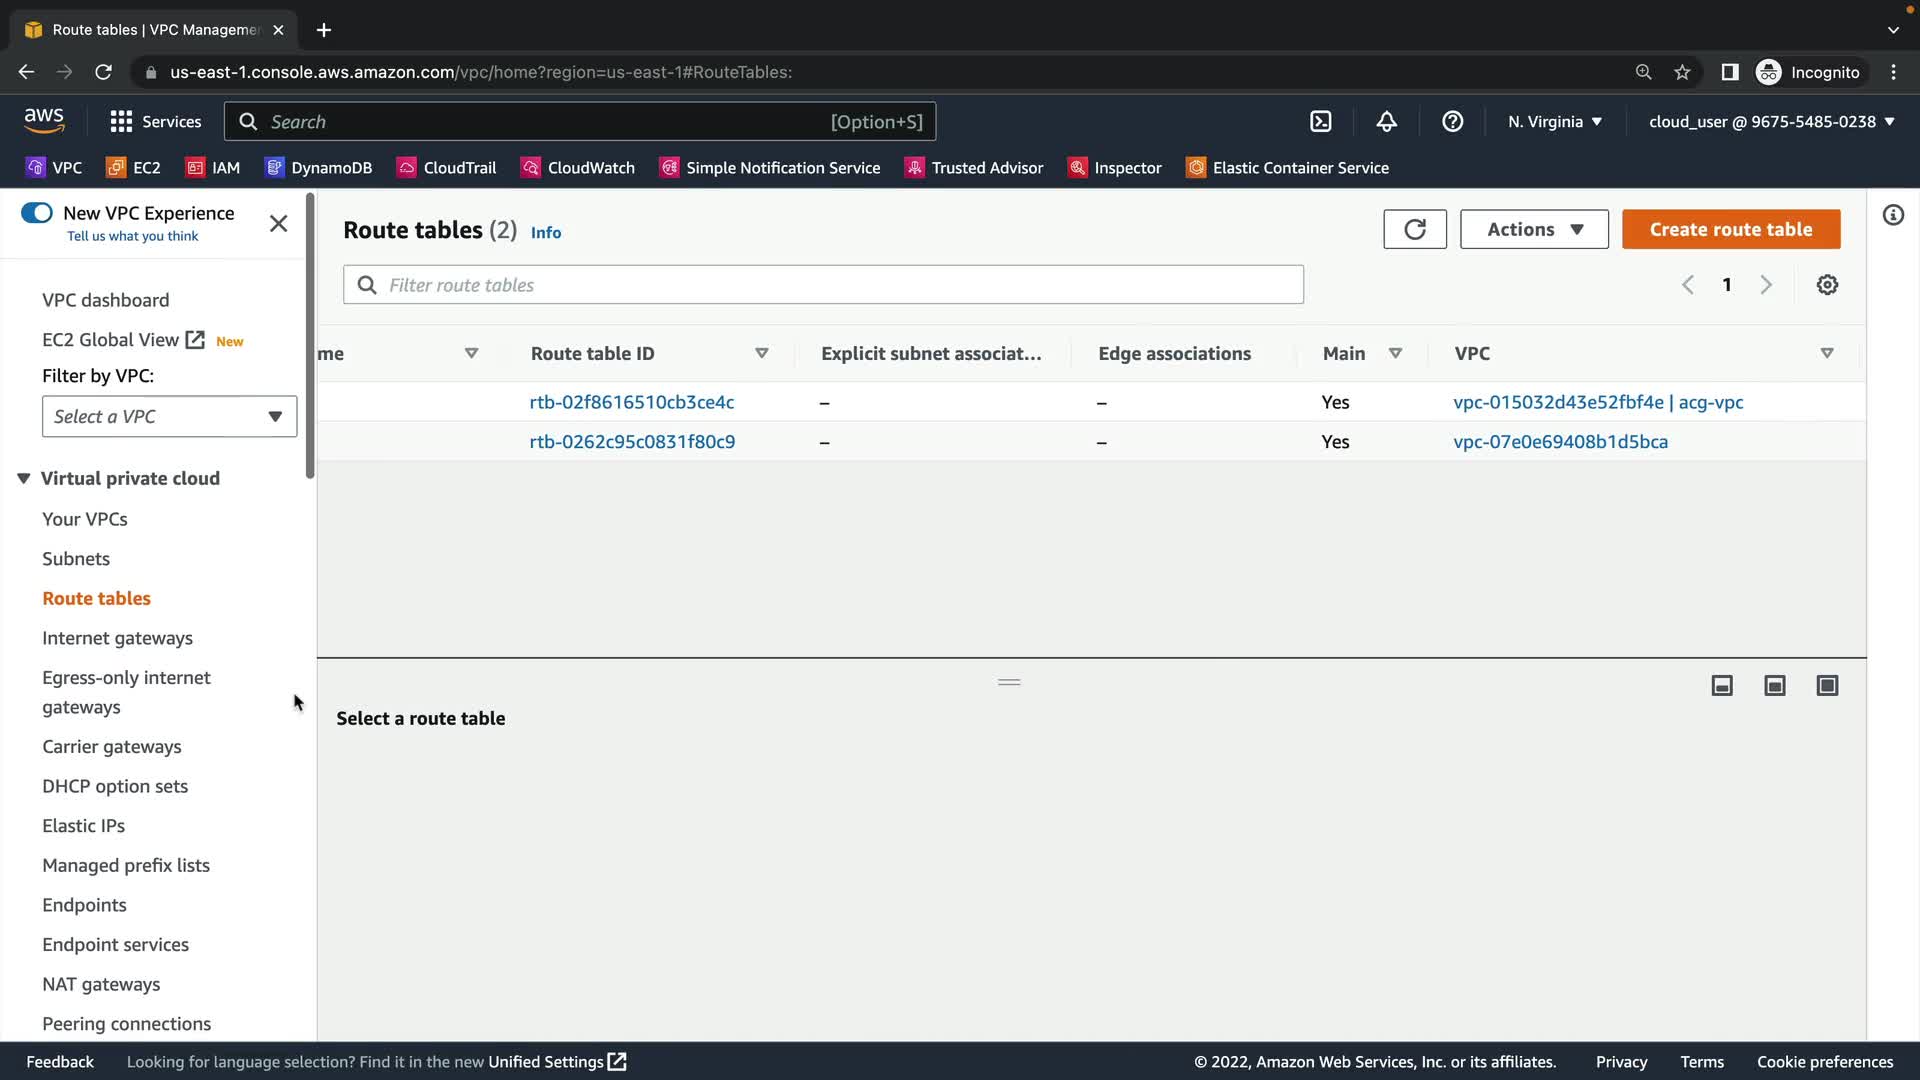 Route tables | VPC Manageme
us-east-1.console.aws.amazon.com/vpc/home?region=us-east-1#RouteTables:
Incognito
aws
Services
Search
[Option+S]
N. Virginia
cloud_user @ 9675-5485-0238
VPC
EC2
IAM
DynamoDB
CloudTrail
CloudWatch
Simple Notification Service
Trusted Advisor
Inspector
Elastic Container Service
New VPC Experience
Tell us what you think
VPC dashboard
EC2 Global View
New
Filter by VPC:
Select a VPC
Virtual private cloud
Your VPCs
Subnets
Route tables
Internet gateways
Egress-only internet
gateways
Carrier gateways
DHCP option sets
Elastic IPs
Managed prefix lists
Endpoints
Endpoint services
NAT gateways
Peering connections
Route tables (2) Info
Actions
Create route table
Filter route tables
1
me
Route table ID
Explicit subnet associat...
Edge associations
Main
VPC
rtb-02f8616510cb3ce4c – – Yes vpc-015032d43e52fbf4e | acg-vpc
rtb-0262c95c0831f80c9 – – Yes vpc-07e0e69408b1d5bca
Select a route table
Feedback
Looking for language selection? Find it in the new Unified Settings
© 2022, Amazon Web Services, Inc. or its affiliates.
Privacy
Terms
Cookie preferences